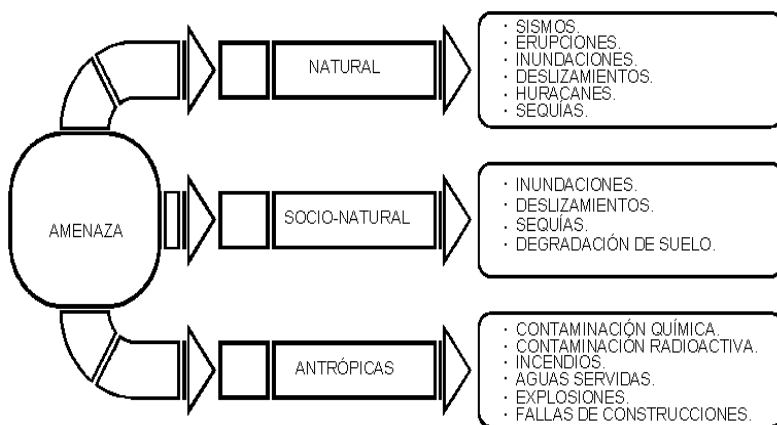 AMENAZA
NATURAL
· SISMOS.
· ERUPCIONES.
· INUNDACIONES.
· DESLIZAMIENTOS.
· HURACANES.
· SEQUÍAS.
SOCIO-NATURAL
· INUNDACIONES.
· DESLIZAMIENTOS.
· SEQUÍAS.
· DEGRADACIÓN DE SUELO.
ANTRÓPICAS
· CONTAMINACIÓN QUÍMICA.
· CONTAMINACIÓN RADIOACTIVA.
· INCENDIOS.
· AGUAS SERVIDAS.
· EXPLOSIONES.
· FALLAS DE CONSTRUCCIONES.